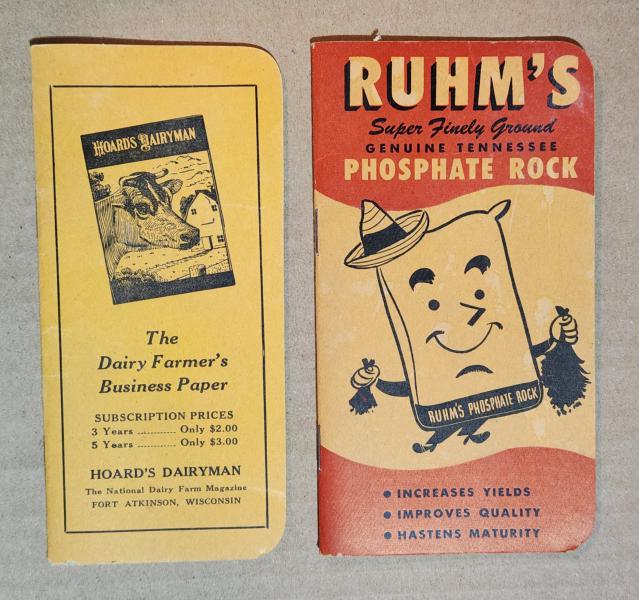 HOARD'S DAIRYMAN
The
Dairy Farmer's
Business Paper
SUBSCRIPTION PRICES
3 Years .............. Only $2.00
5 Years .............. Only $3.00
HOARD'S DAIRYMAN
The National Dairy Farm Magazine
FORT ATKINSON, WISCONSIN
RUHM'S
Super Finely Ground
GENUINE TENNESSEE
PHOSPHATE ROCK
RUHM'S PHOSPHATE ROCK
• INCREASES YIELDS
• IMPROVES QUALITY
• HASTENS MATURITY